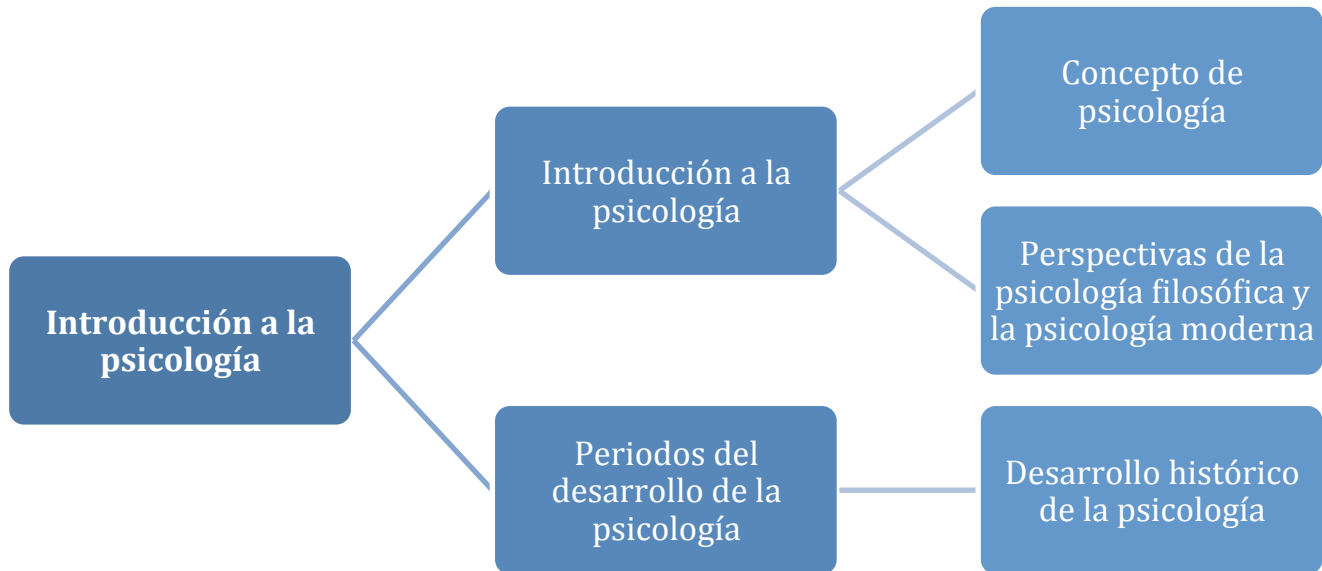 Introducción a la
psicología
Introducción a la
psicología
Concepto de
psicología
Perspectivas de la
psicología filosófica y
la psicología moderna
Periodos del
desarrollo de la
psicología
Desarrollo histórico
de la psicología